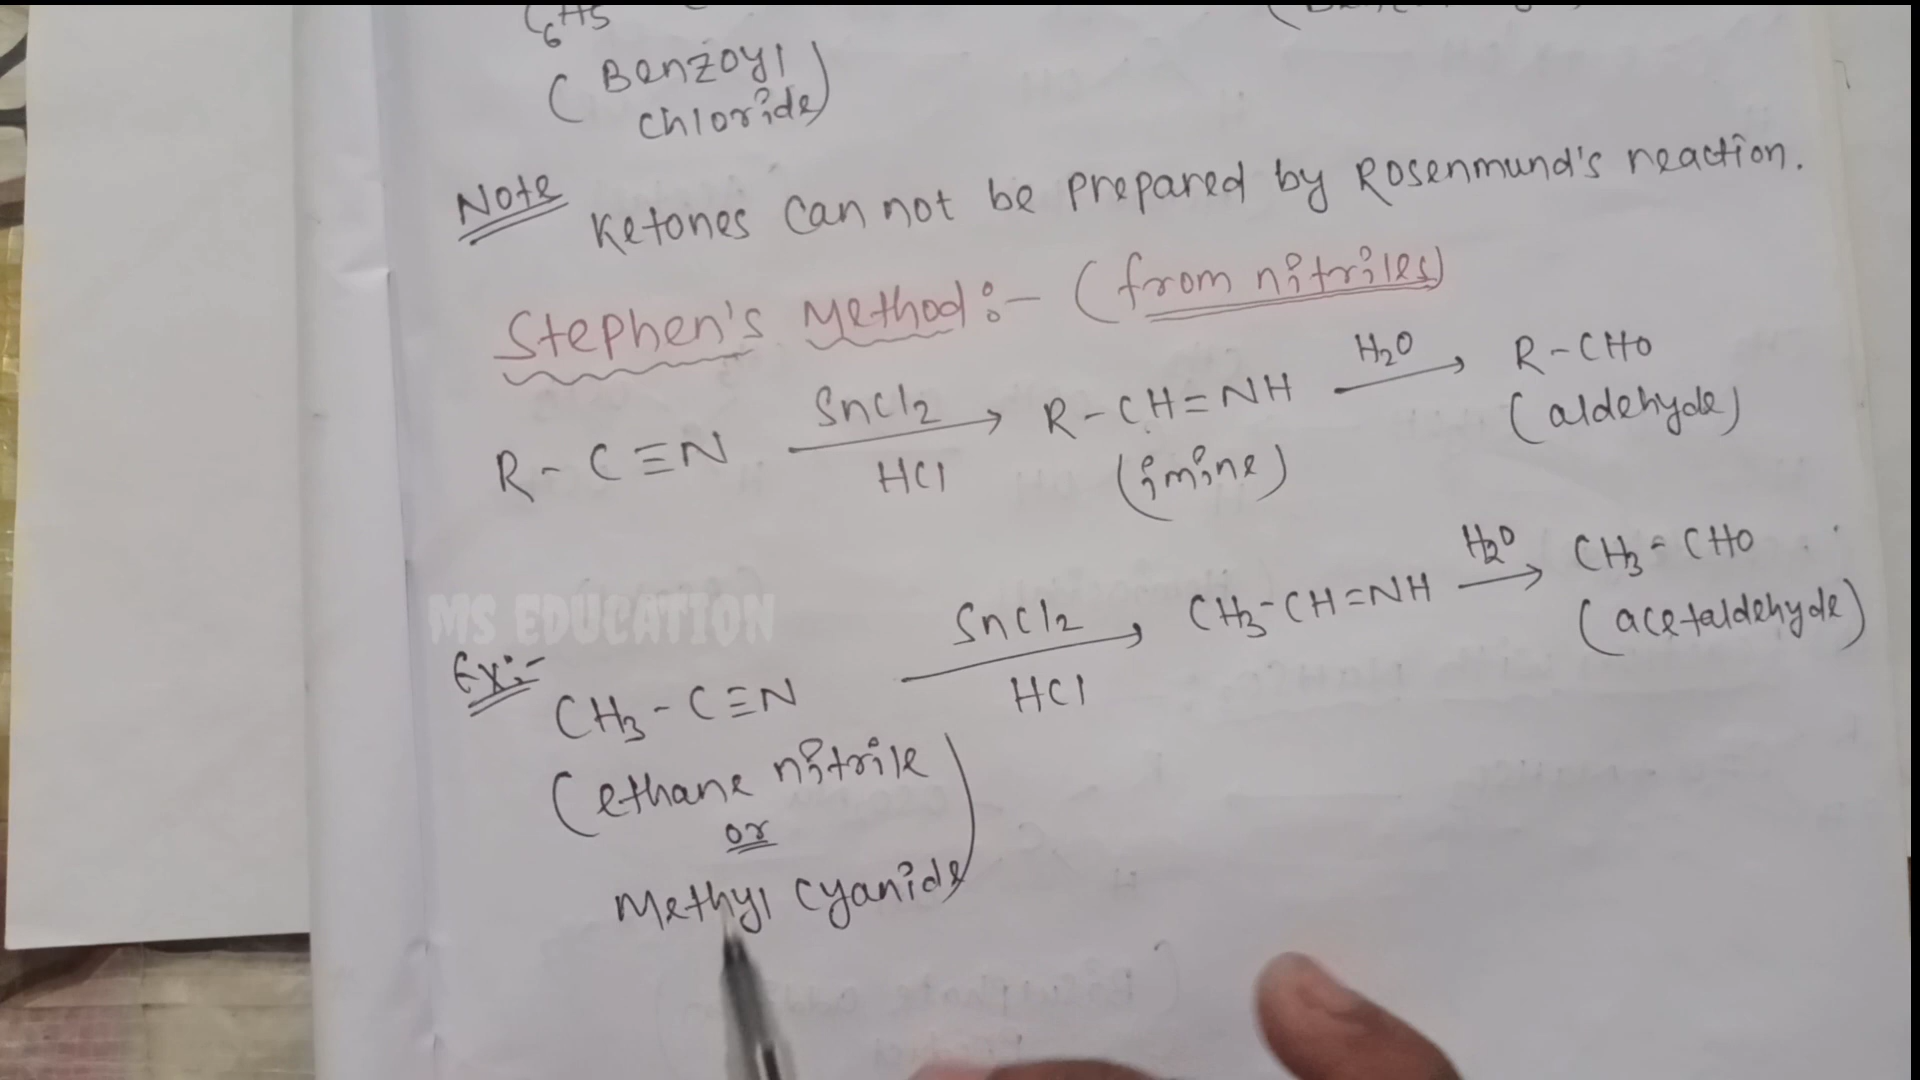 C6H5
( Benzoyl
chloride)
Note Ketones can not be prepared by Rosenmund's reaction.
Stephen's Method:- (from nitriles)
R-C≡N SnCl2 HCl → R-CH=NH H2O → R-CHO
(imine) (aldehyde)
MS EDUCATION
Ex:- CH3-C≡N SnCl2 HCl → CH3-CH=NH H2O → CH3-CHO
(acetaldehyde)
(ethane nitrile
or
Methyl cyanide)